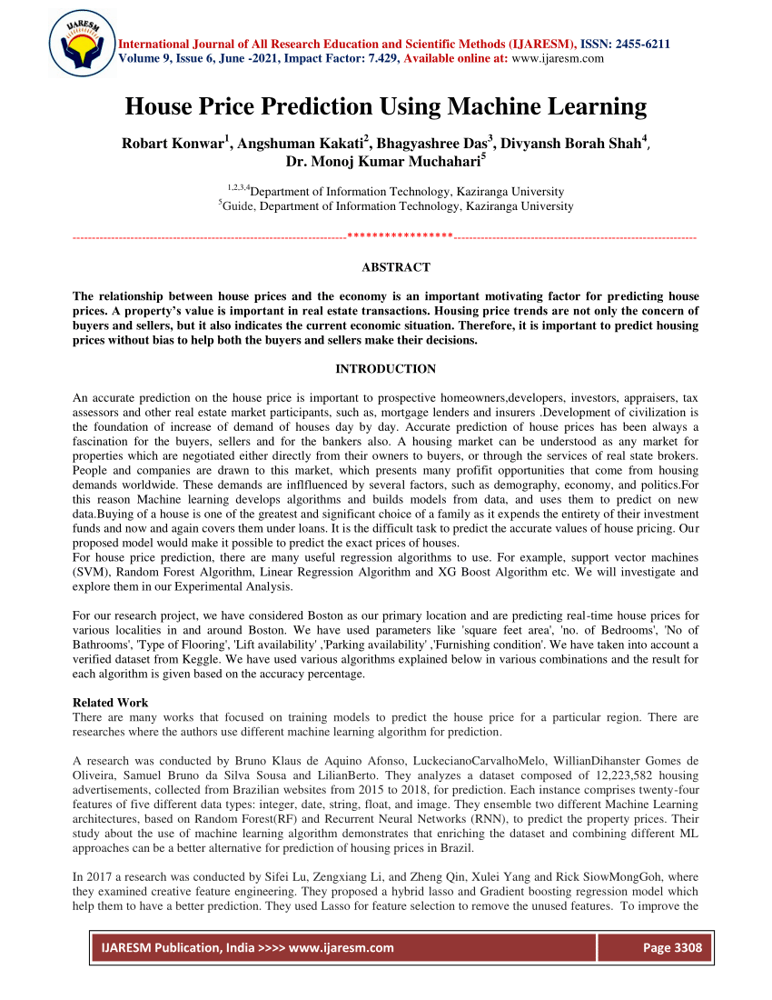 IJARESM
International Journal of All Research Education and Scientific Methods (IJARESM), ISSN: 2455-6211
Volume 9, Issue 6, June -2021, Impact Factor: 7.429, Available online at: www.ijaresm.com
House Price Prediction Using Machine Learning
Robart Konwar1, Angshuman Kakati2, Bhagyashree Das3, Divyansh Borah Shah4,
Dr. Monoj Kumar Muchahari5
1,2,3,4Department of Information Technology, Kaziranga University
5Guide, Department of Information Technology, Kaziranga University
-----------------------------------------------------------------------*****************---------------------------------------------------------------
ABSTRACT
The relationship between house prices and the economy is an important motivating factor for predicting house
prices. A property's value is important in real estate transactions. Housing price trends are not only the concern of
buyers and sellers, but it also indicates the current economic situation. Therefore, it is important to predict housing
prices without bias to help both the buyers and sellers make their decisions.
INTRODUCTION
An accurate prediction on the house price is important to prospective homeowners,developers, investors, appraisers, tax
assessors and other real estate market participants, such as, mortgage lenders and insurers .Development of civilization is
the foundation of increase of demand of houses day by day. Accurate prediction of house prices has been always a
fascination for the buyers, sellers and for the bankers also. A housing market can be understood as any market for
properties which are negotiated either directly from their owners to buyers, or through the services of real state brokers.
People and companies are drawn to this market, which presents many profifit opportunities that come from housing
demands worldwide. These demands are inflfluenced by several factors, such as demography, economy, and politics.For
this reason Machine learning develops algorithms and builds models from data, and uses them to predict on new
data.Buying of a house is one of the greatest and significant choice of a family as it expends the entirety of their investment
funds and now and again covers them under loans. It is the difficult task to predict the accurate values of house pricing. Our
proposed model would make it possible to predict the exact prices of houses.
For house price prediction, there are many useful regression algorithms to use. For example, support vector machines
(SVM), Random Forest Algorithm, Linear Regression Algorithm and XG Boost Algorithm etc. We will investigate and
explore them in our Experimental Analysis.
For our research project, we have considered Boston as our primary location and are predicting real-time house prices for
various localities in and around Boston. We have used parameters like 'square feet area', 'no. of Bedrooms', 'No of
Bathrooms', 'Type of Flooring', 'Lift availability' ,'Parking availability' ,'Furnishing condition'. We have taken into account a
verified dataset from Keggle. We have used various algorithms explained below in various combinations and the result for
each algorithm is given based on the accuracy percentage.
Related Work
There are many works that focused on training models to predict the house price for a particular region. There are
researches where the authors use different machine learning algorithm for prediction.
A research was conducted by Bruno Klaus de Aquino Afonso, LuckecianoCarvalhoMelo, WillianDihanster Gomes de
Oliveira, Samuel Bruno da Silva Sousa and LilianBerto. They analyzes a dataset composed of 12,223,582 housing
advertisements, collected from Brazilian websites from 2015 to 2018, for prediction. Each instance comprises twenty-four
features of five different data types: integer, date, string, float, and image. They ensemble two different Machine Learning
architectures, based on Random Forest(RF) and Recurrent Neural Networks (RNN), to predict the property prices. Their
study about the use of machine learning algorithm demonstrates that enriching the dataset and combining different ML
approaches can be a better alternative for prediction of housing prices in Brazil.
In 2017 a research was conducted by Sifei Lu, Zengxiang Li, and Zheng Qin, Xulei Yang and Rick SiowMongGoh, where
they examined creative feature engineering. They proposed a hybrid lasso and Gradient boosting regression model which
help them to have a better prediction. They used Lasso for feature selection to remove the unused features. To improve the
IJARESM Publication, India >>>> www.ijaresm.com Page 3308